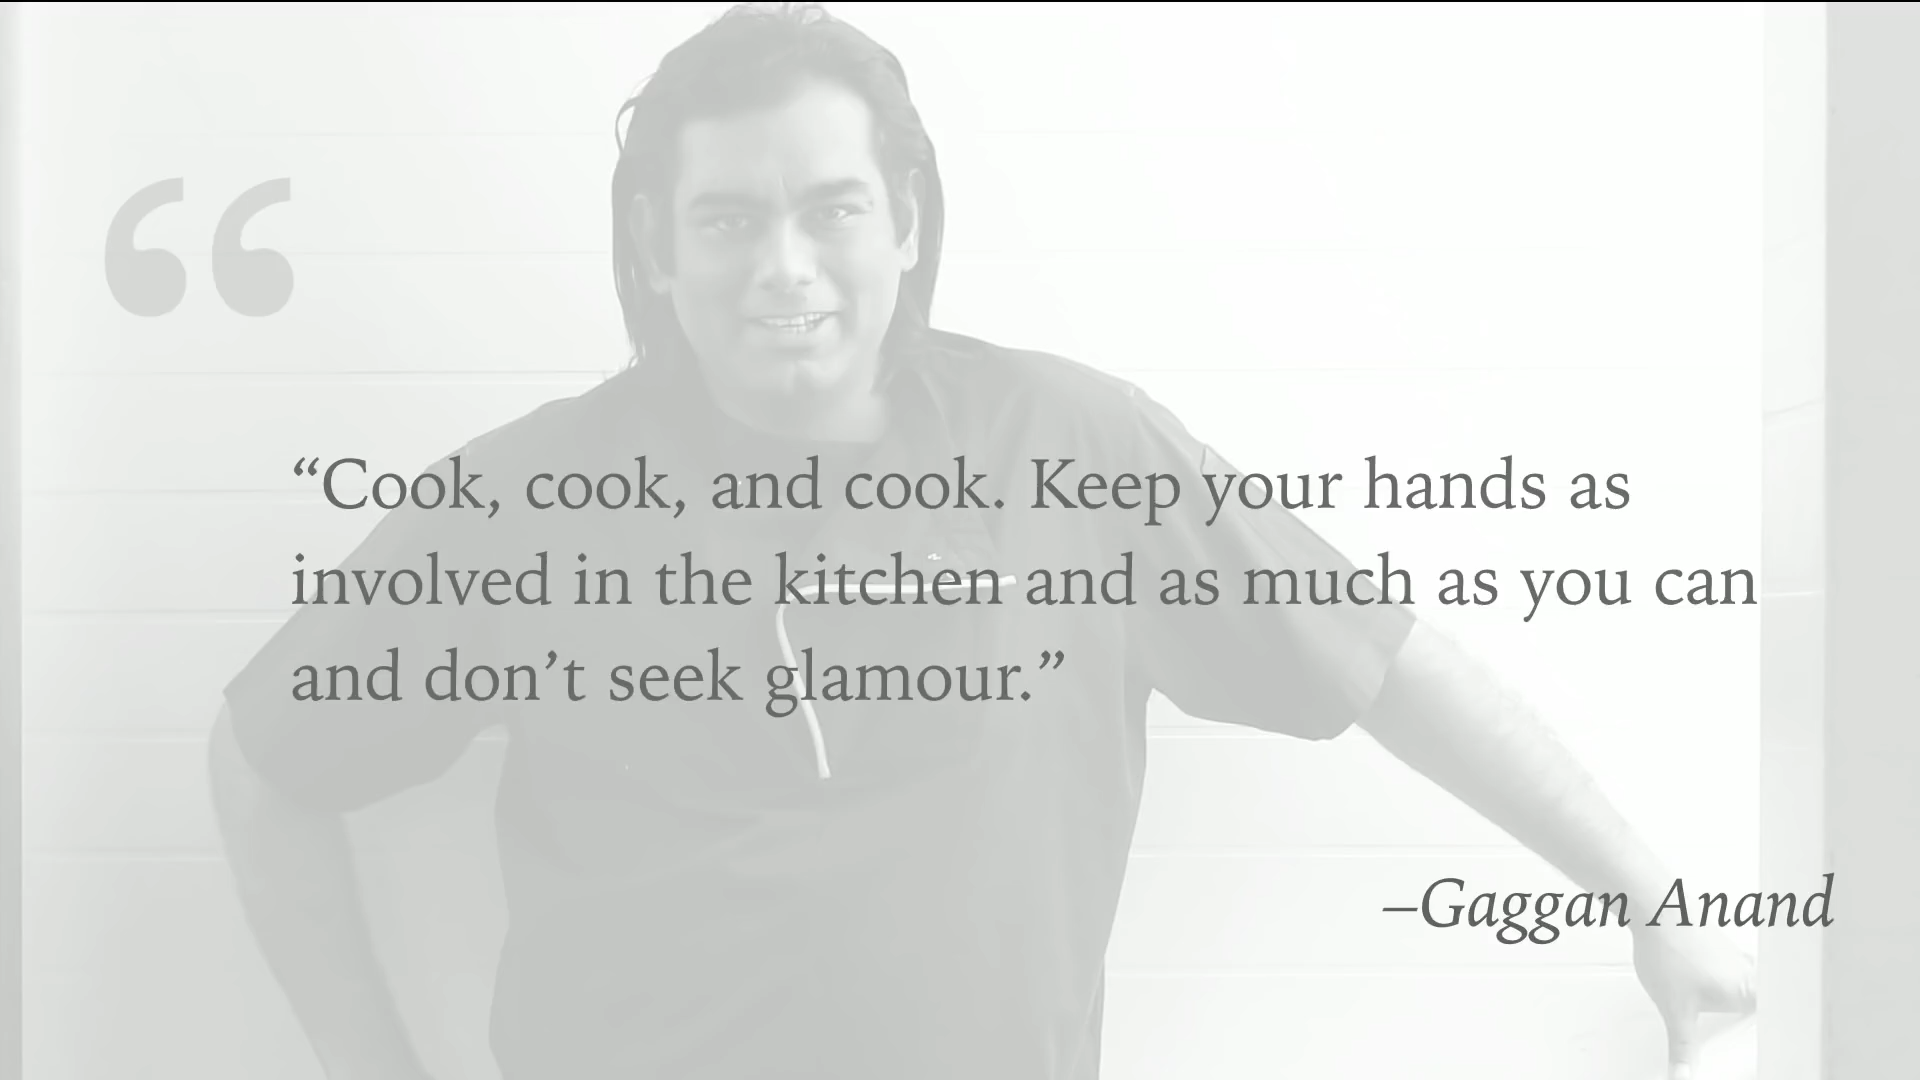 “
“Cook, cook, and cook. Keep your hands as
involved in the kitchen and as much as you can
and don’t seek glamour.”
–Gaggan Anand